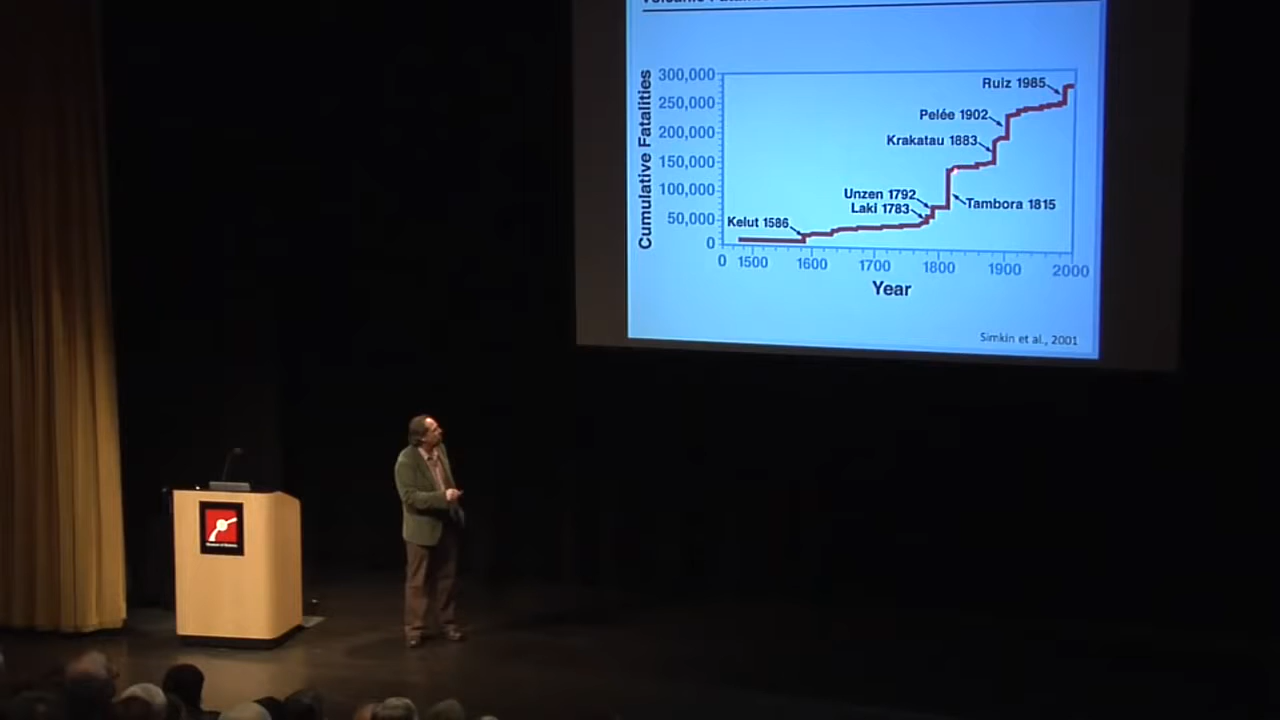 Cumulative Fatalities
300,000
250,000
200,000
150,000
100,000
50,000
0
Ruiz 1985
Pelée 1902
Krakatau 1883
Unzen 1792
Laki 1783
Tambora 1815
Kelut 1586
0 1500 1600 1700 1800 1900 2000
Year
Simkin et al., 2001